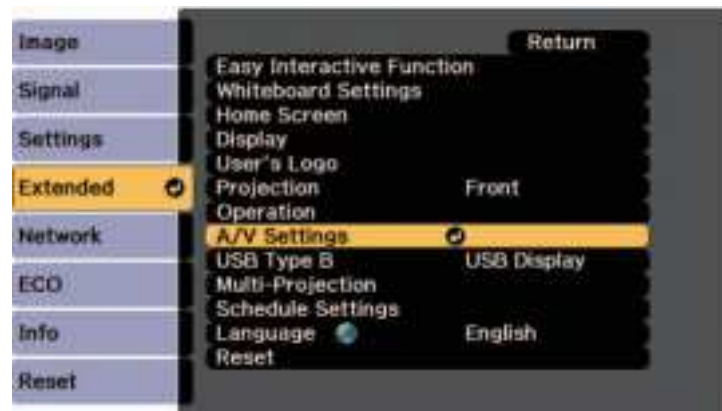 Image
Signal
Settings
Extended
Network
ECO
Info
Reset
Return
Easy Interactive Function
Whiteboard Settings
Home Screen
Display
User's Logo
Projection Front
Operation
A/V Settings
USB Type B USB Display
Multi-Projection
Schedule Settings
Language English
Reset